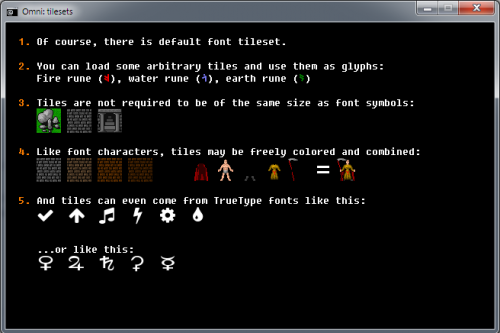 Omni: tilesets
1. Of course, there is default font tileset.
2. You can load some arbitrary tiles and use them as glyphs:
Fire rune (), water rune (), earth rune ()
3. Tiles are not required to be of the same size as font symbols:
4. Like font characters, tiles may be freely colored and combined:
=
5. And tiles can even come from TrueType fonts like this:
...or like this: